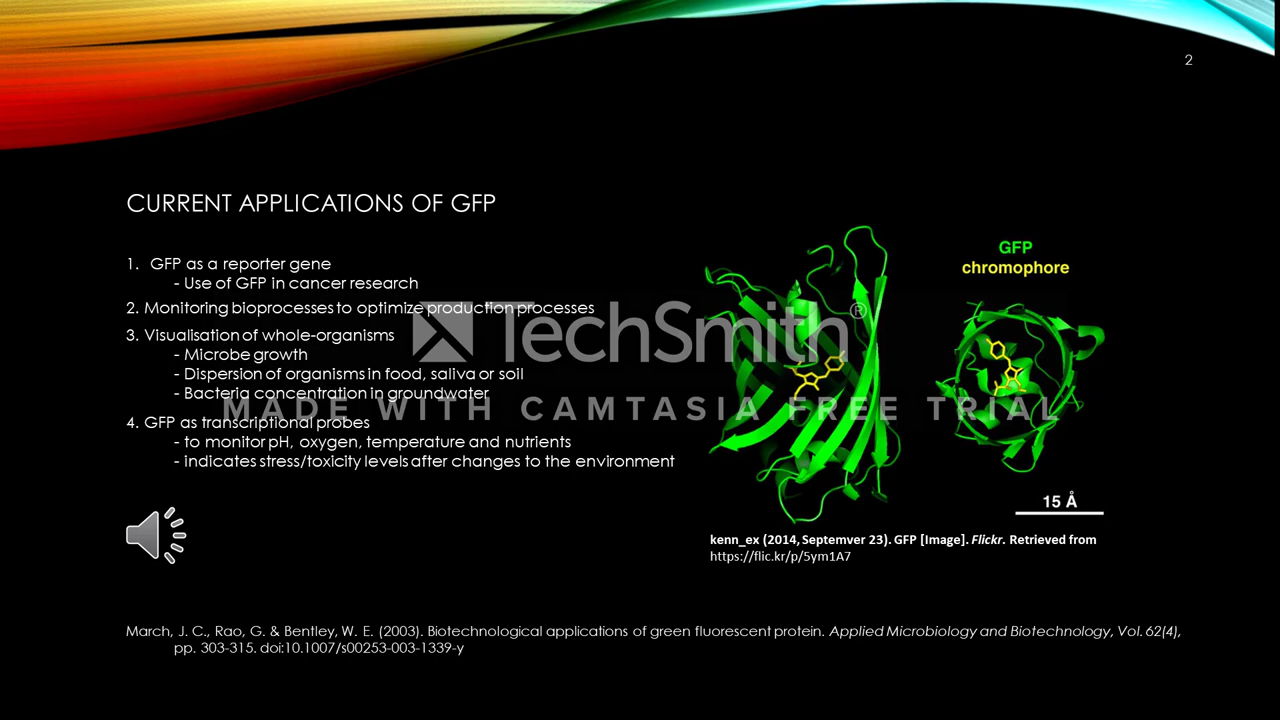 2
CURRENT APPLICATIONS OF GFP
1. GFP as a reporter gene
- Use of GFP in cancer research
2. Monitoring bioprocesses to optimize production processes
3. Visualisation of whole-organisms
- Microbe growth
- Dispersion of organisms in food, saliva or soil
- Bacteria concentration in groundwater
4. GFP as transcriptional probes
- to monitor pH, oxygen, temperature and nutrients
- indicates stress/toxicity levels after changes to the environment
TechSmith®
MADE WITH CAMTASIA FREE TRIAL
GFP
chromophore
15 Å
kenn_ex (2014, Septemver 23). GFP [Image]. Flickr. Retrieved from
https://flic.kr/p/5ym1A7
March, J. C., Rao, G. & Bentley, W. E. (2003). Biotechnological applications of green fluorescent protein. Applied Microbiology and Biotechnology, Vol. 62(4),
pp. 303-315. doi:10.1007/s00253-003-1339-y